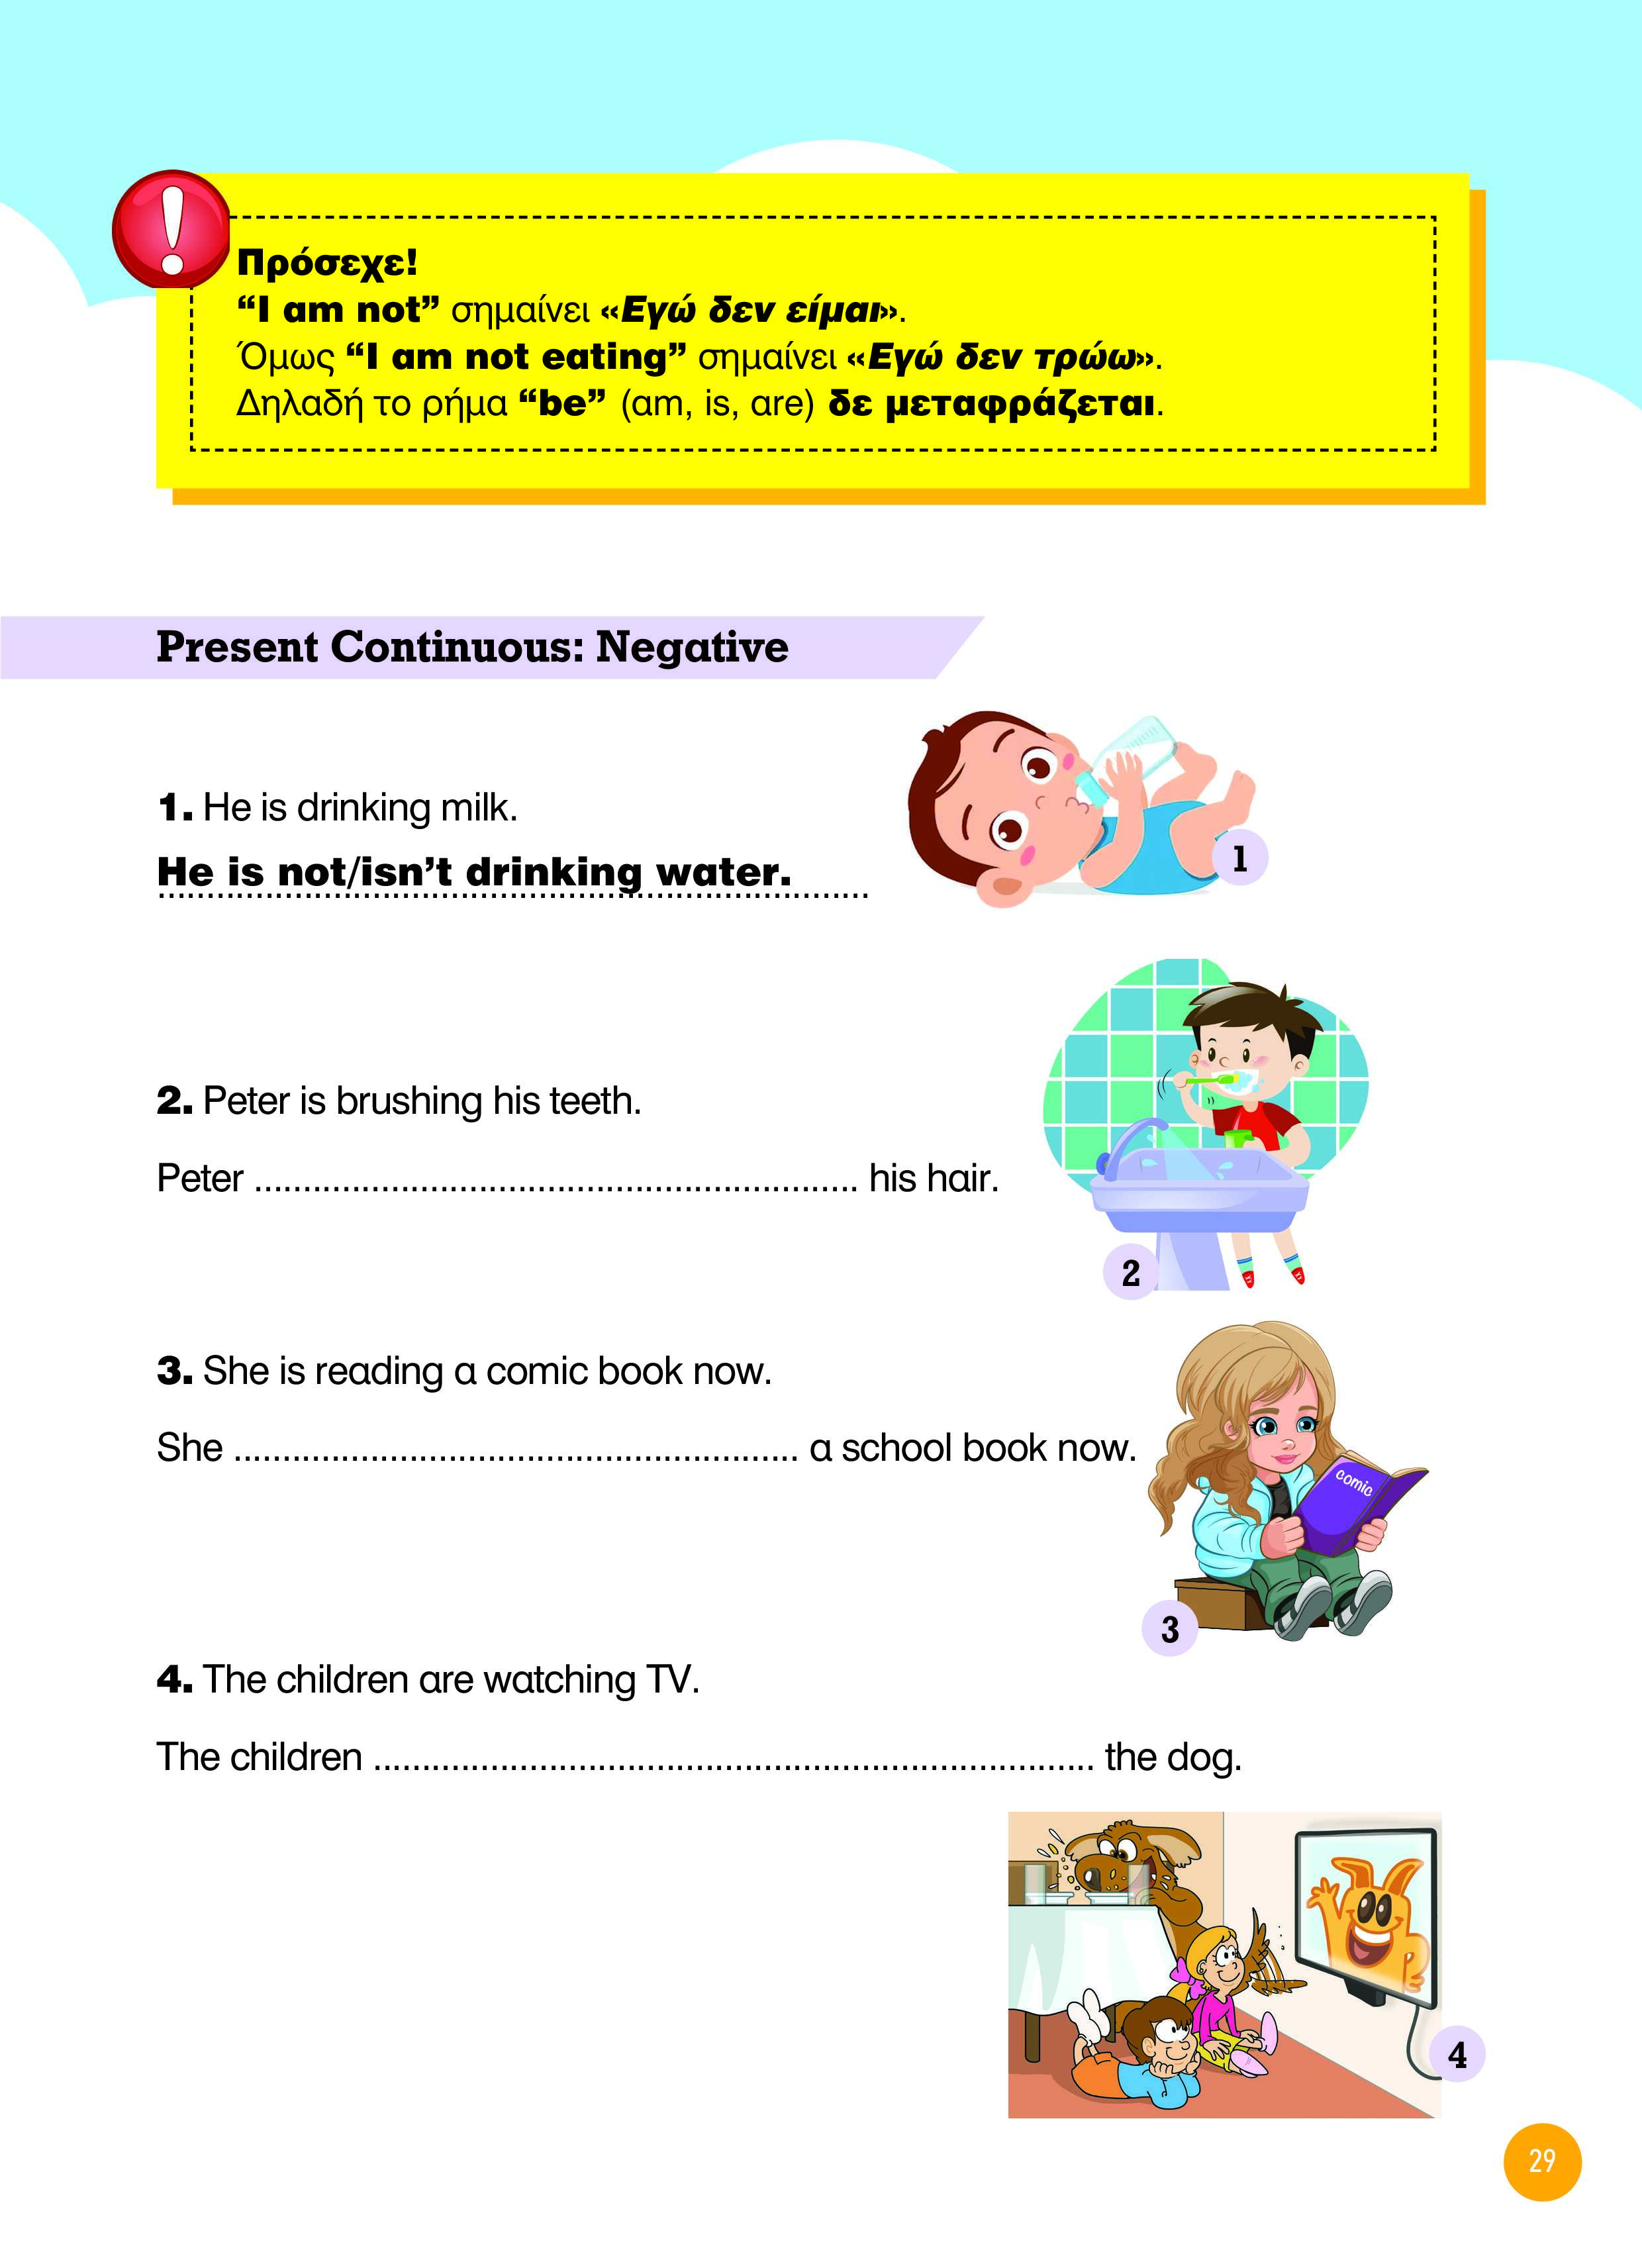 Πρόσεχε!
“I am not” σημαίνει «Εγώ δεν είμαι».
Όμως “I am not eating” σημαίνει «Εγώ δεν τρώω».
Δηλαδή το ρήμα “be” (am, is, are) δε μεταφράζεται.
Present Continuous: Negative
1. He is drinking milk.
He is not/isn’t drinking water.
1
2. Peter is brushing his teeth.
Peter .............................................................. his hair.
2
3. She is reading a comic book now.
She .......................................................... a school book now.
comic
3
4. The children are watching TV.
The children .......................................................................... the dog.
4
29